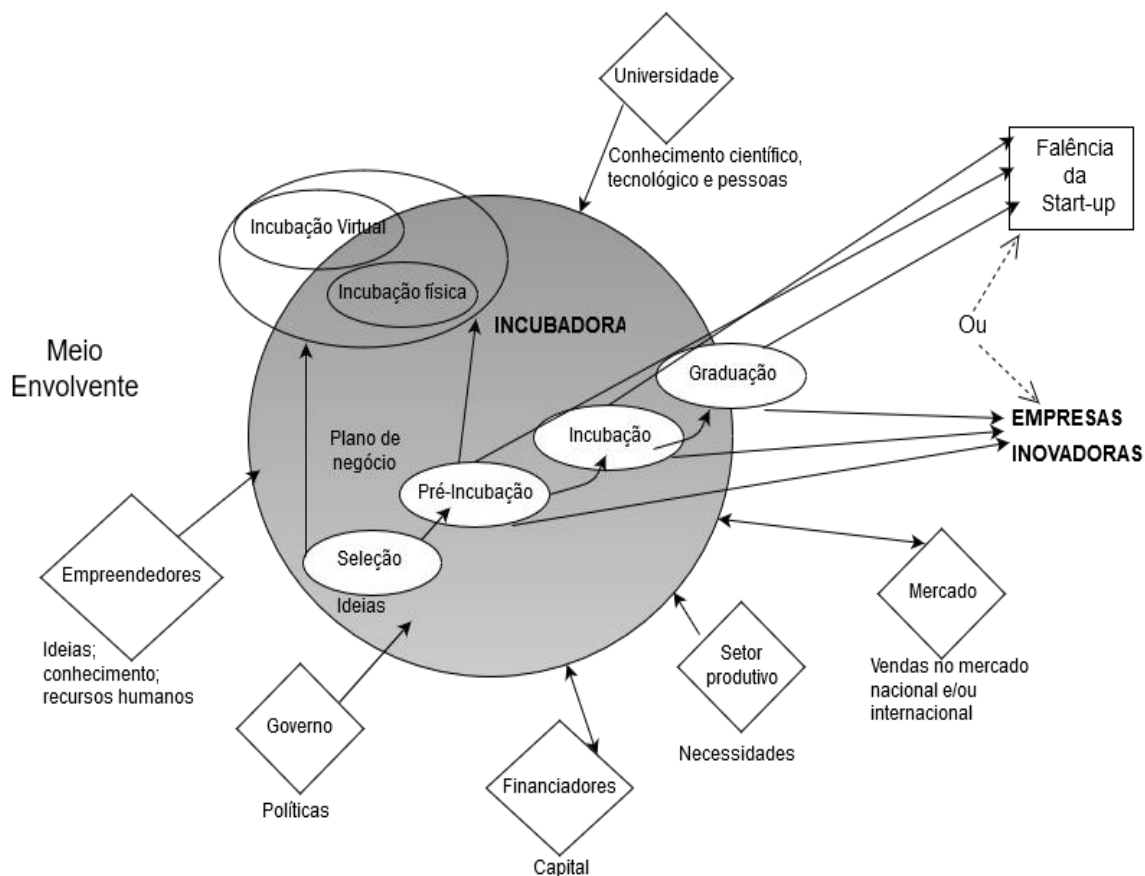 Universidade
Conhecimento científico,
tecnológico e pessoas
Falência
da
Start-up
Incubação Virtual
Incubação física
INCUBADORA
Ou
Meio
Envolvente
Graduação
EMPRESAS
INOVADORAS
Plano de
negócio
Incubação
Pré-Incubação
Seleção
Ideias
Empreendedores
Ideias;
conhecimento;
recursos humanos
Mercado
Vendas no mercado
nacional e/ou
internacional
Setor
produtivo
Necessidades
Governo
Políticas
Financiadores
Capital